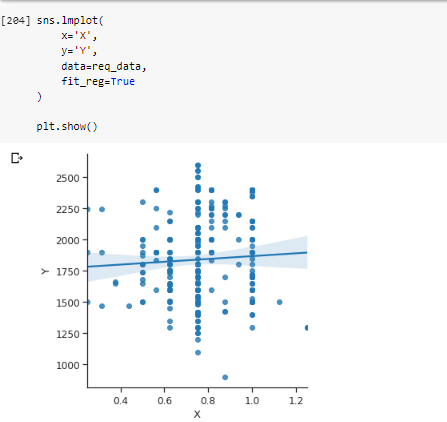 [204] sns.lmplot(
x='X',
y='Y',
data=req_data,
fit_reg=True
)
plt.show()
2500
2250
2000
1750
1500
1250
1000
Y
0.4 0.6 0.8 1.0 1.2
X